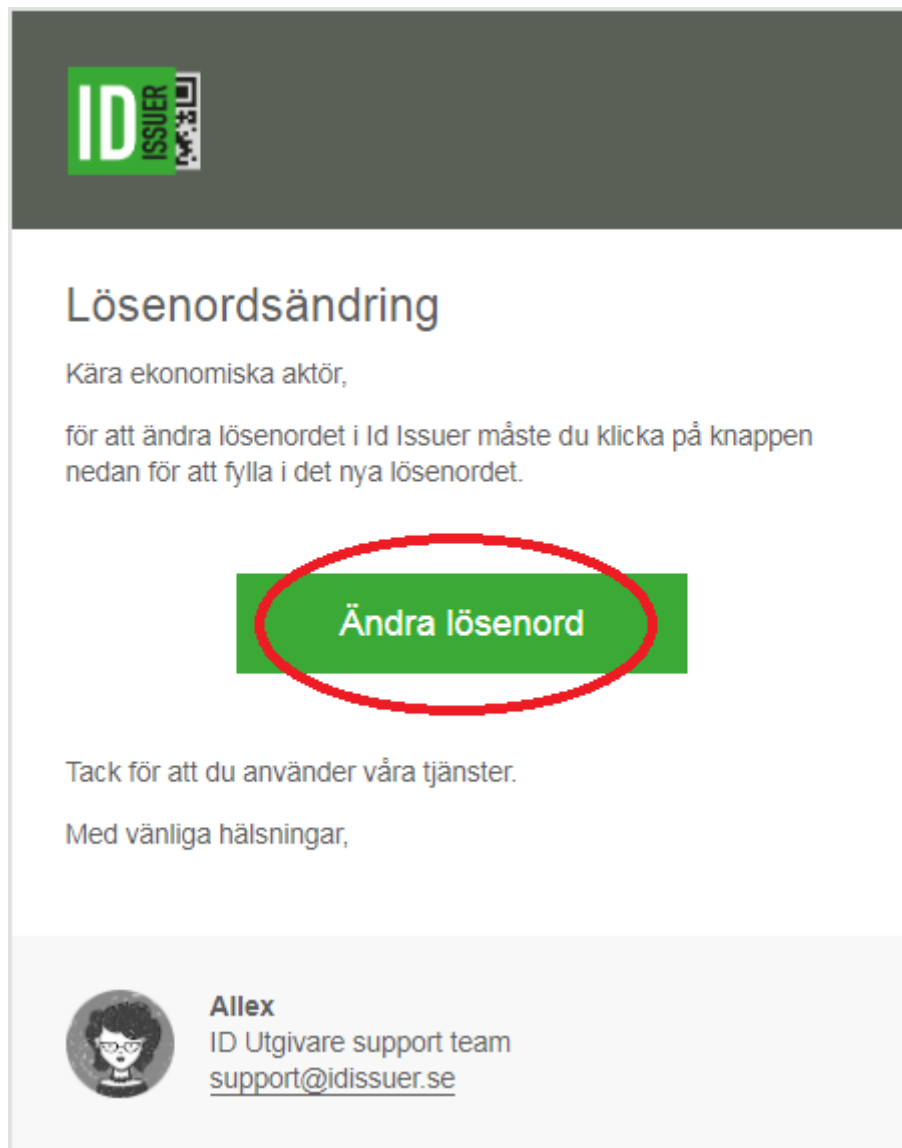 ID ISSUER
Lösenordsändring
Kära ekonomiska aktör,
för att ändra lösenordet i Id Issuer måste du klicka på knappen
nedan för att fylla i det nya lösenordet.
Ändra lösenord
Tack för att du använder våra tjänster.
Med vänliga hälsningar,
Allex
ID Utgivare support team
support@idissuer.se